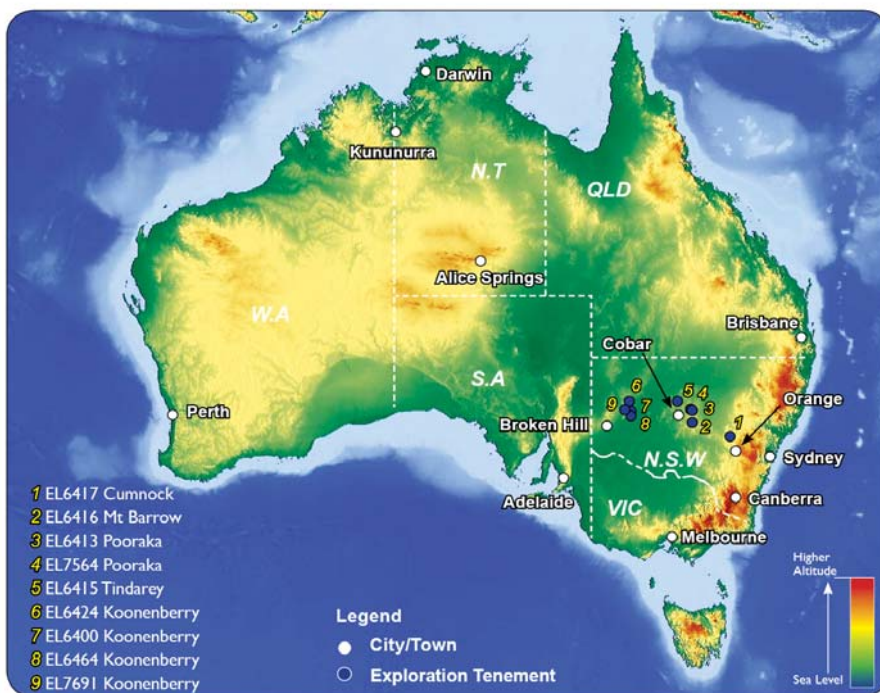 Darwin
Kununurra
N.T
QLD
Alice Springs
W.A
Brisbane
Cobar
S.A
6
5
4
Orange
9
7
3
Perth
Broken Hill
8
2
1
N.S.W
Sydney
Adelaide
VIC
Canberra
Melbourne
1 EL6417 Cumnock
2 EL6416 Mt Barrow
3 EL6413 Pooraka
4 EL7564 Pooraka
5 EL6415 Tindarey
6 EL6424 Koonenberry
7 EL6400 Koonenberry
8 EL6464 Koonenberry
9 EL7691 Koonenberry
Legend
City/Town
Exploration Tenement
Higher
Altitude
Sea Level